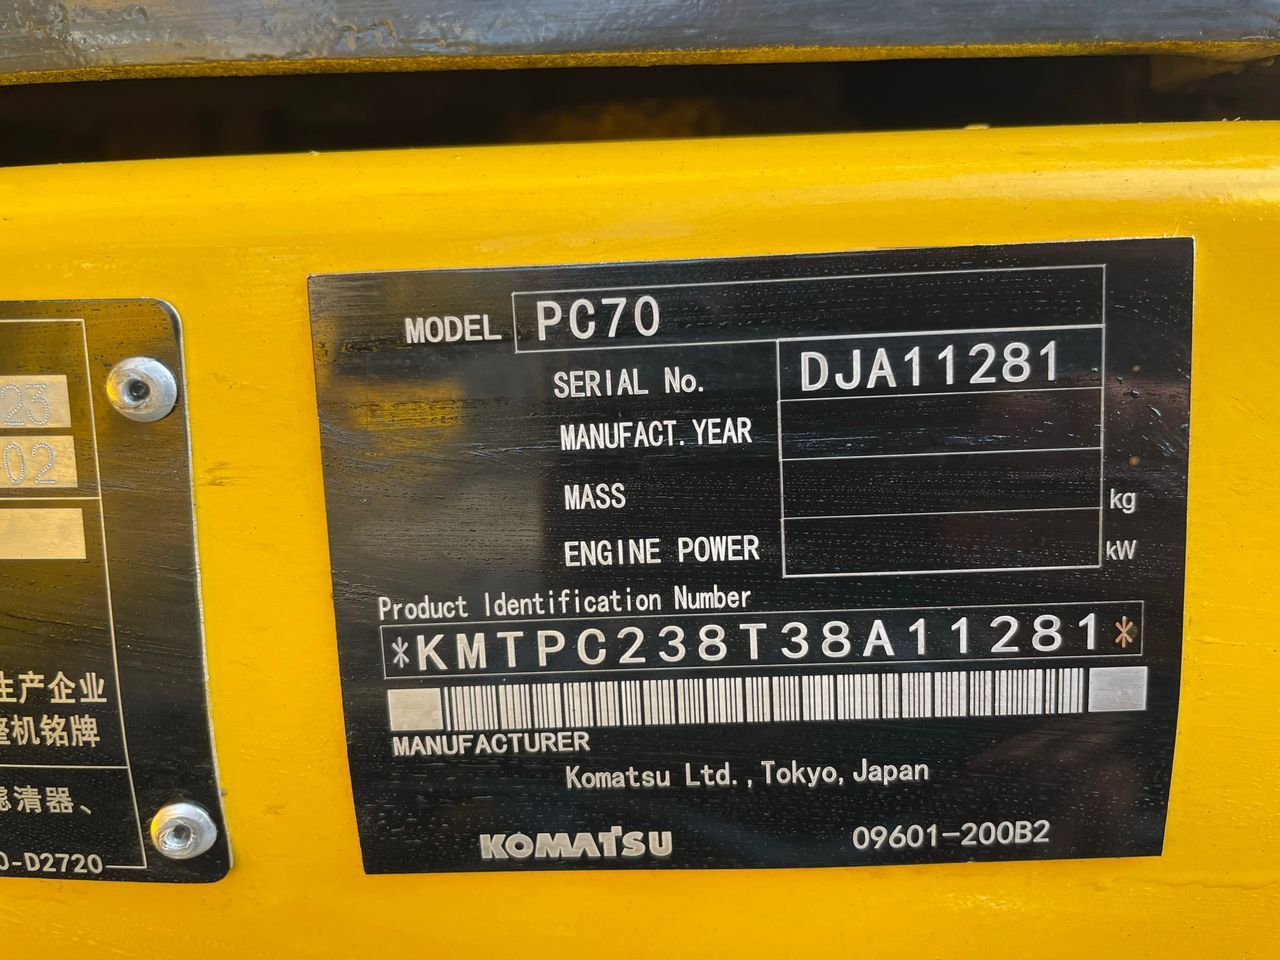 MODEL PC70
SERIAL No. DJA11281
MANUFACT. YEAR
MASS kg
ENGINE POWER kW
Product Identification Number
*KMTPC238T38A11281*
MANUFACTURER
Komatsu Ltd., Tokyo, Japan
KOMATSU 09601-200B2
23
02
生产企业
整机铭牌
滤清器、
0-D2720